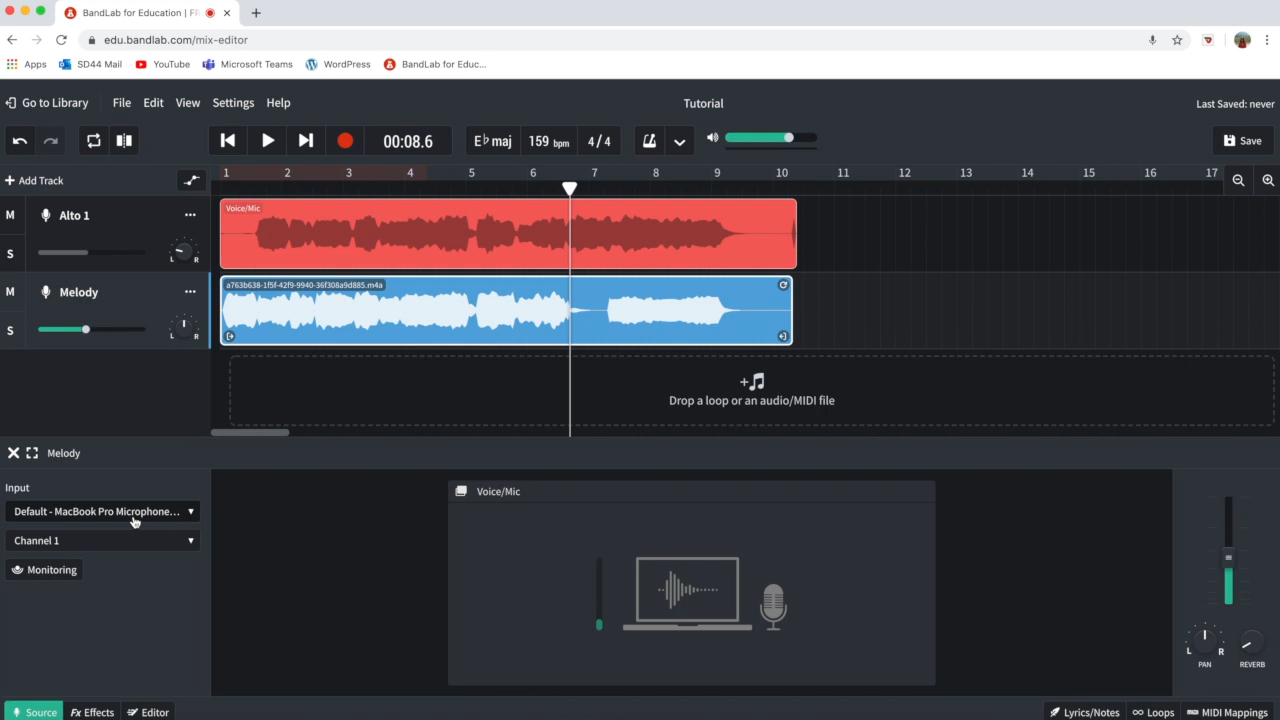 BandLab for Education | FR
edu.bandlab.com/mix-editor
Apps SD44 Mail YouTube Microsoft Teams WordPress BandLab for Educ...
Go to Library File Edit View Settings Help Tutorial Last Saved: never
00:08.6 E♭maj 159 bpm 4/4 Save
+ Add Track 1 2 3 4 5 6 7 8 9 10 11 12 13 14 15 16 17
M Alto 1 ...
Voice/Mic
S L R
M Melody ...
a763b638-1f5f-42f9-9940-36f308a9d885.m4a
S L R
Drop a loop or an audio/MIDI file
Melody
Input
Default - MacBook Pro Microphone...
Channel 1
Monitoring
Voice/Mic
L R
PAN REVERB
Source Fx Effects Editor Lyrics/Notes Loops MIDI Mappings